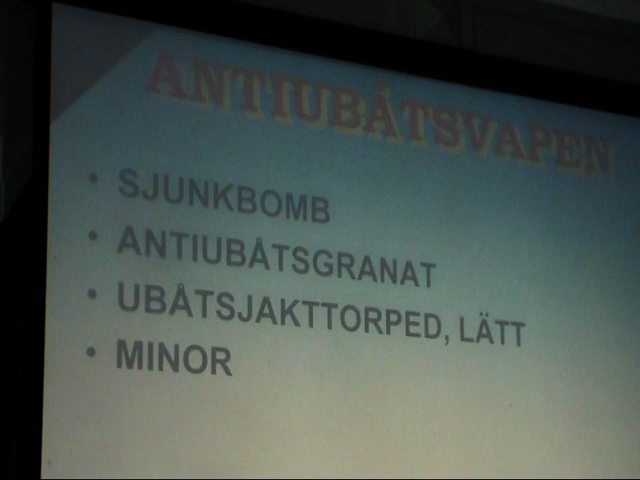 ANTIUBÅTSVAPEN
• SJUNKBOMB
• ANTIUBÅTSGRANAT
• UBÅTSJAKTTORPED, LÄTT
• MINOR